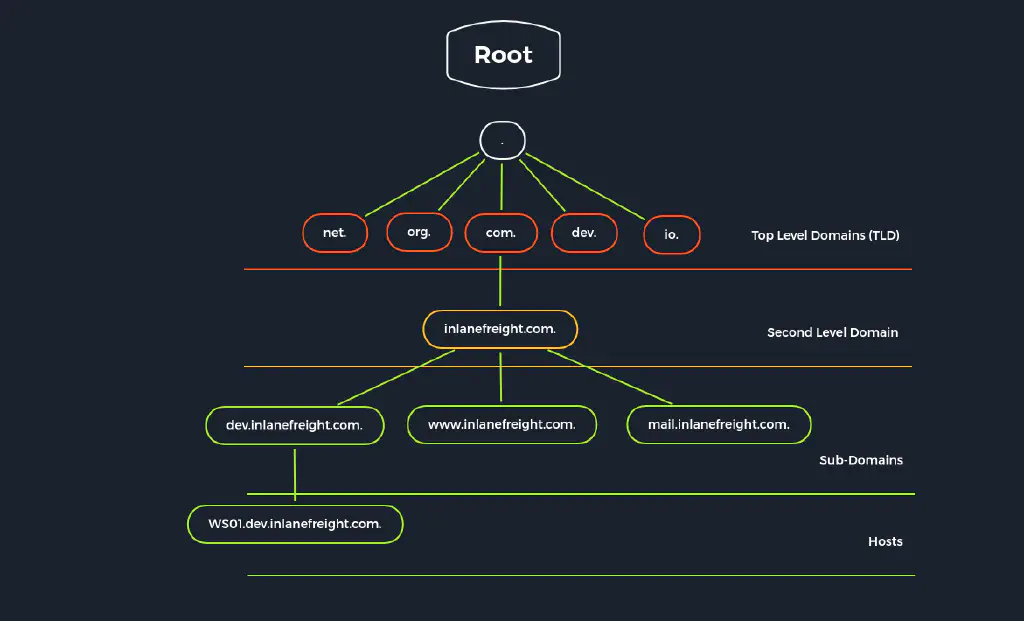 Root
.
net.
org.
com.
dev.
io.
Top Level Domains (TLD)
inlanefreight.com.
Second Level Domain
dev.inlanefreight.com.
www.inlanefreight.com.
mail.inlanefreight.com.
Sub-Domains
WS01.dev.inlanefreight.com.
Hosts